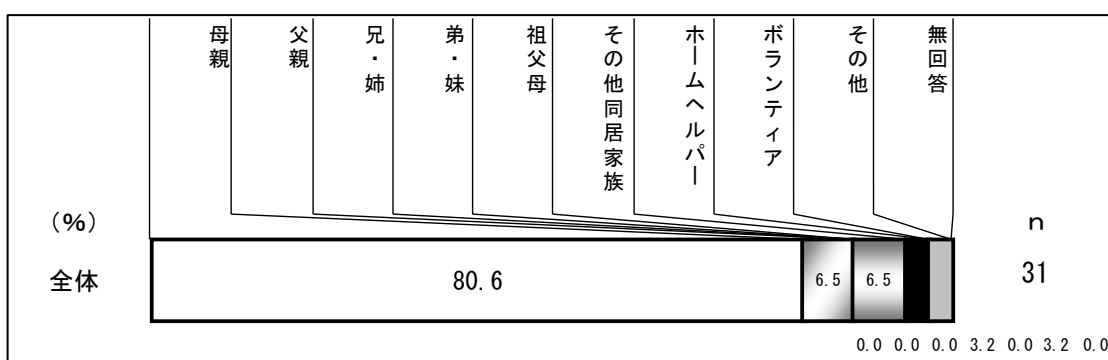 母親
父親
兄・姉
弟・妹
祖父母
その他同居家族
ホームヘルパー
ボランティア
その他
無回答
(%)
n
全体
80.6
6.5
6.5
31
0.0 0.0 0.0 3.2 0.0 3.2 0.0